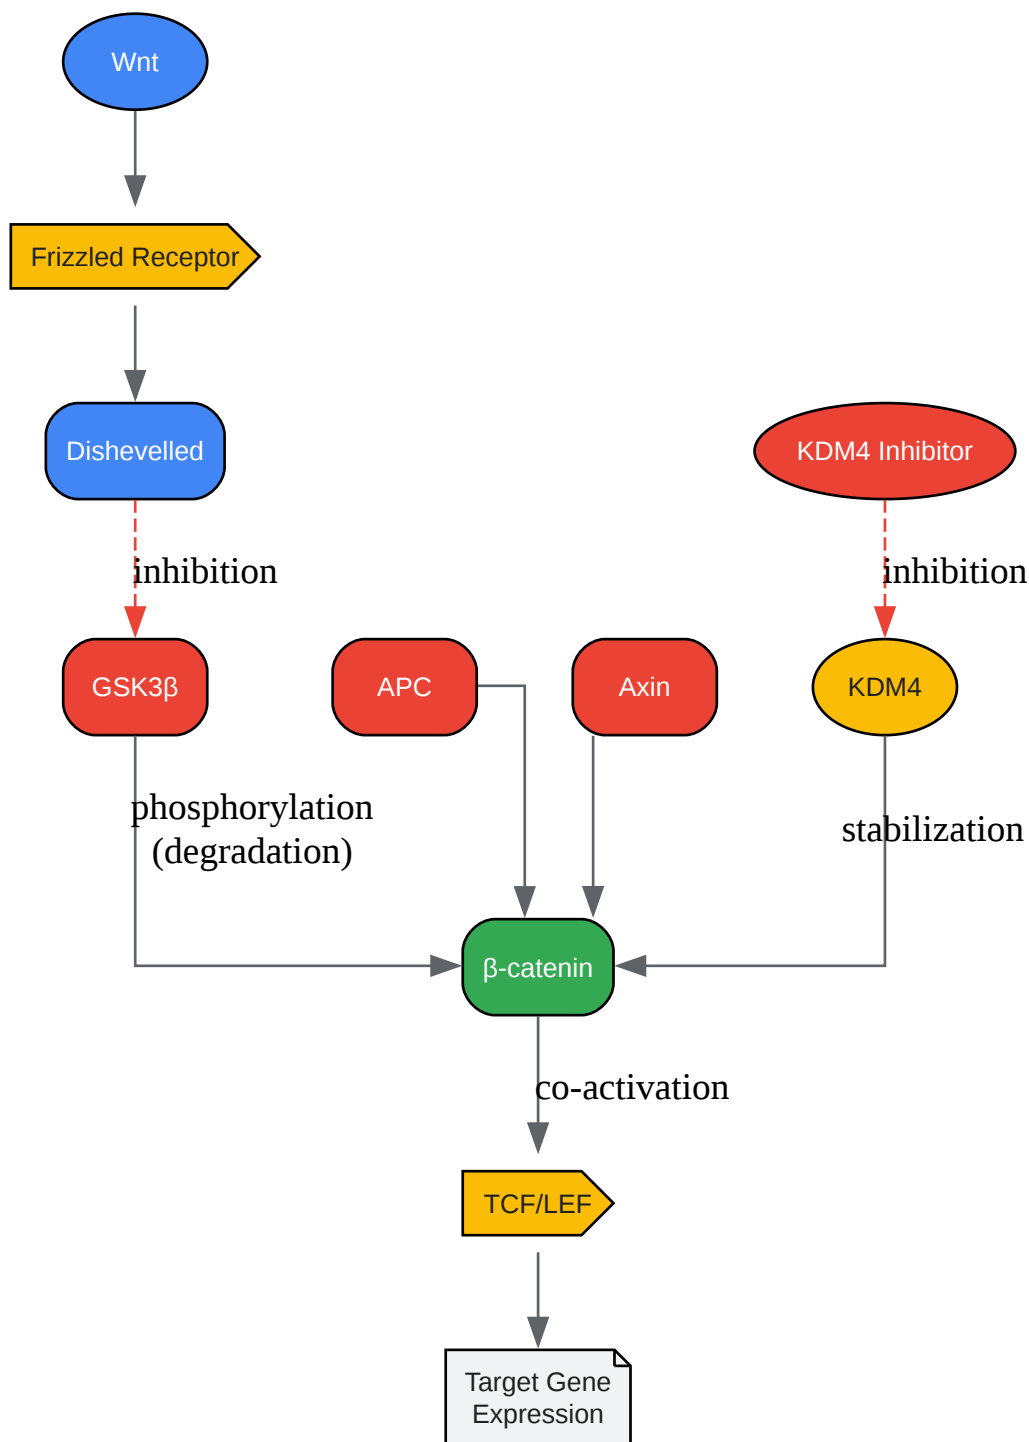 Wnt
Frizzled Receptor
Dishevelled
KDM4 Inhibitor
inhibition
inhibition
GSK3β
APC
Axin
KDM4
phosphorylation
(degradation)
stabilization
β-catenin
co-activation
TCF/LEF
Target Gene
Expression